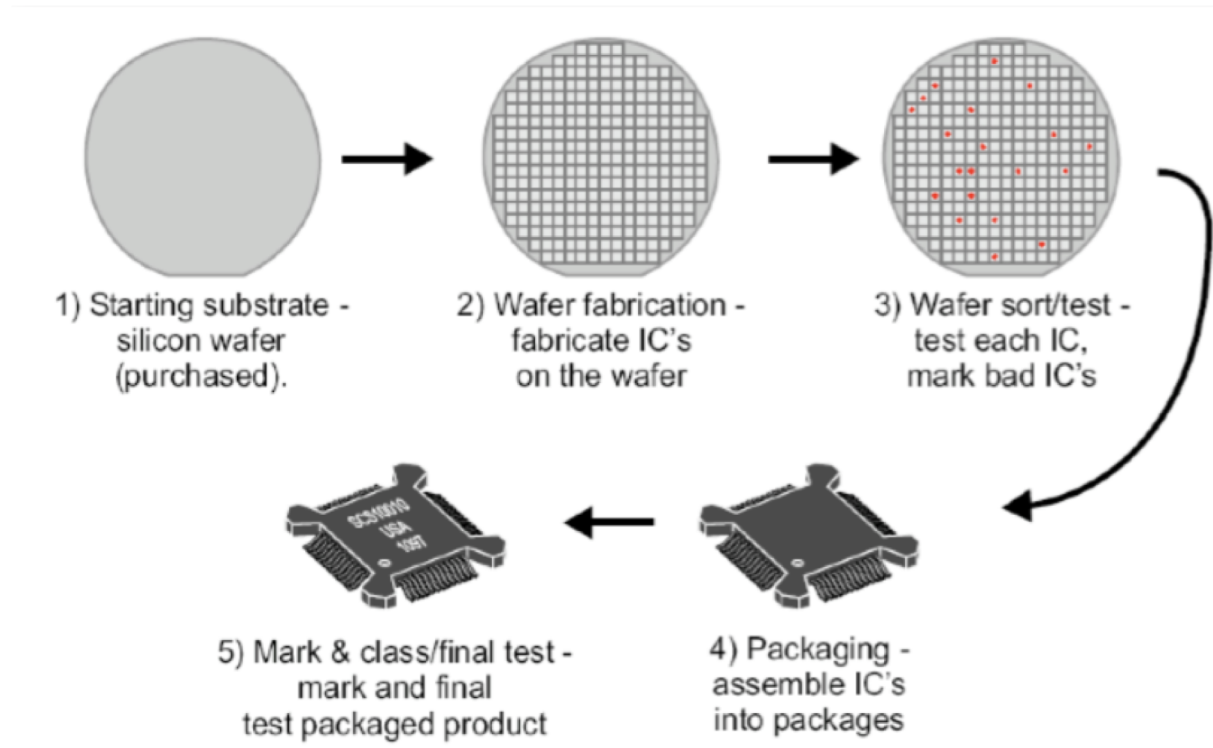 1) Starting substrate -
silicon wafer
(purchased).
2) Wafer fabrication -
fabricate IC's
on the wafer
3) Wafer sort/test -
test each IC,
mark bad IC's
4) Packaging -
assemble IC's
into packages
SCS10010
USA
1097
5) Mark & class/final test -
mark and final
test packaged product